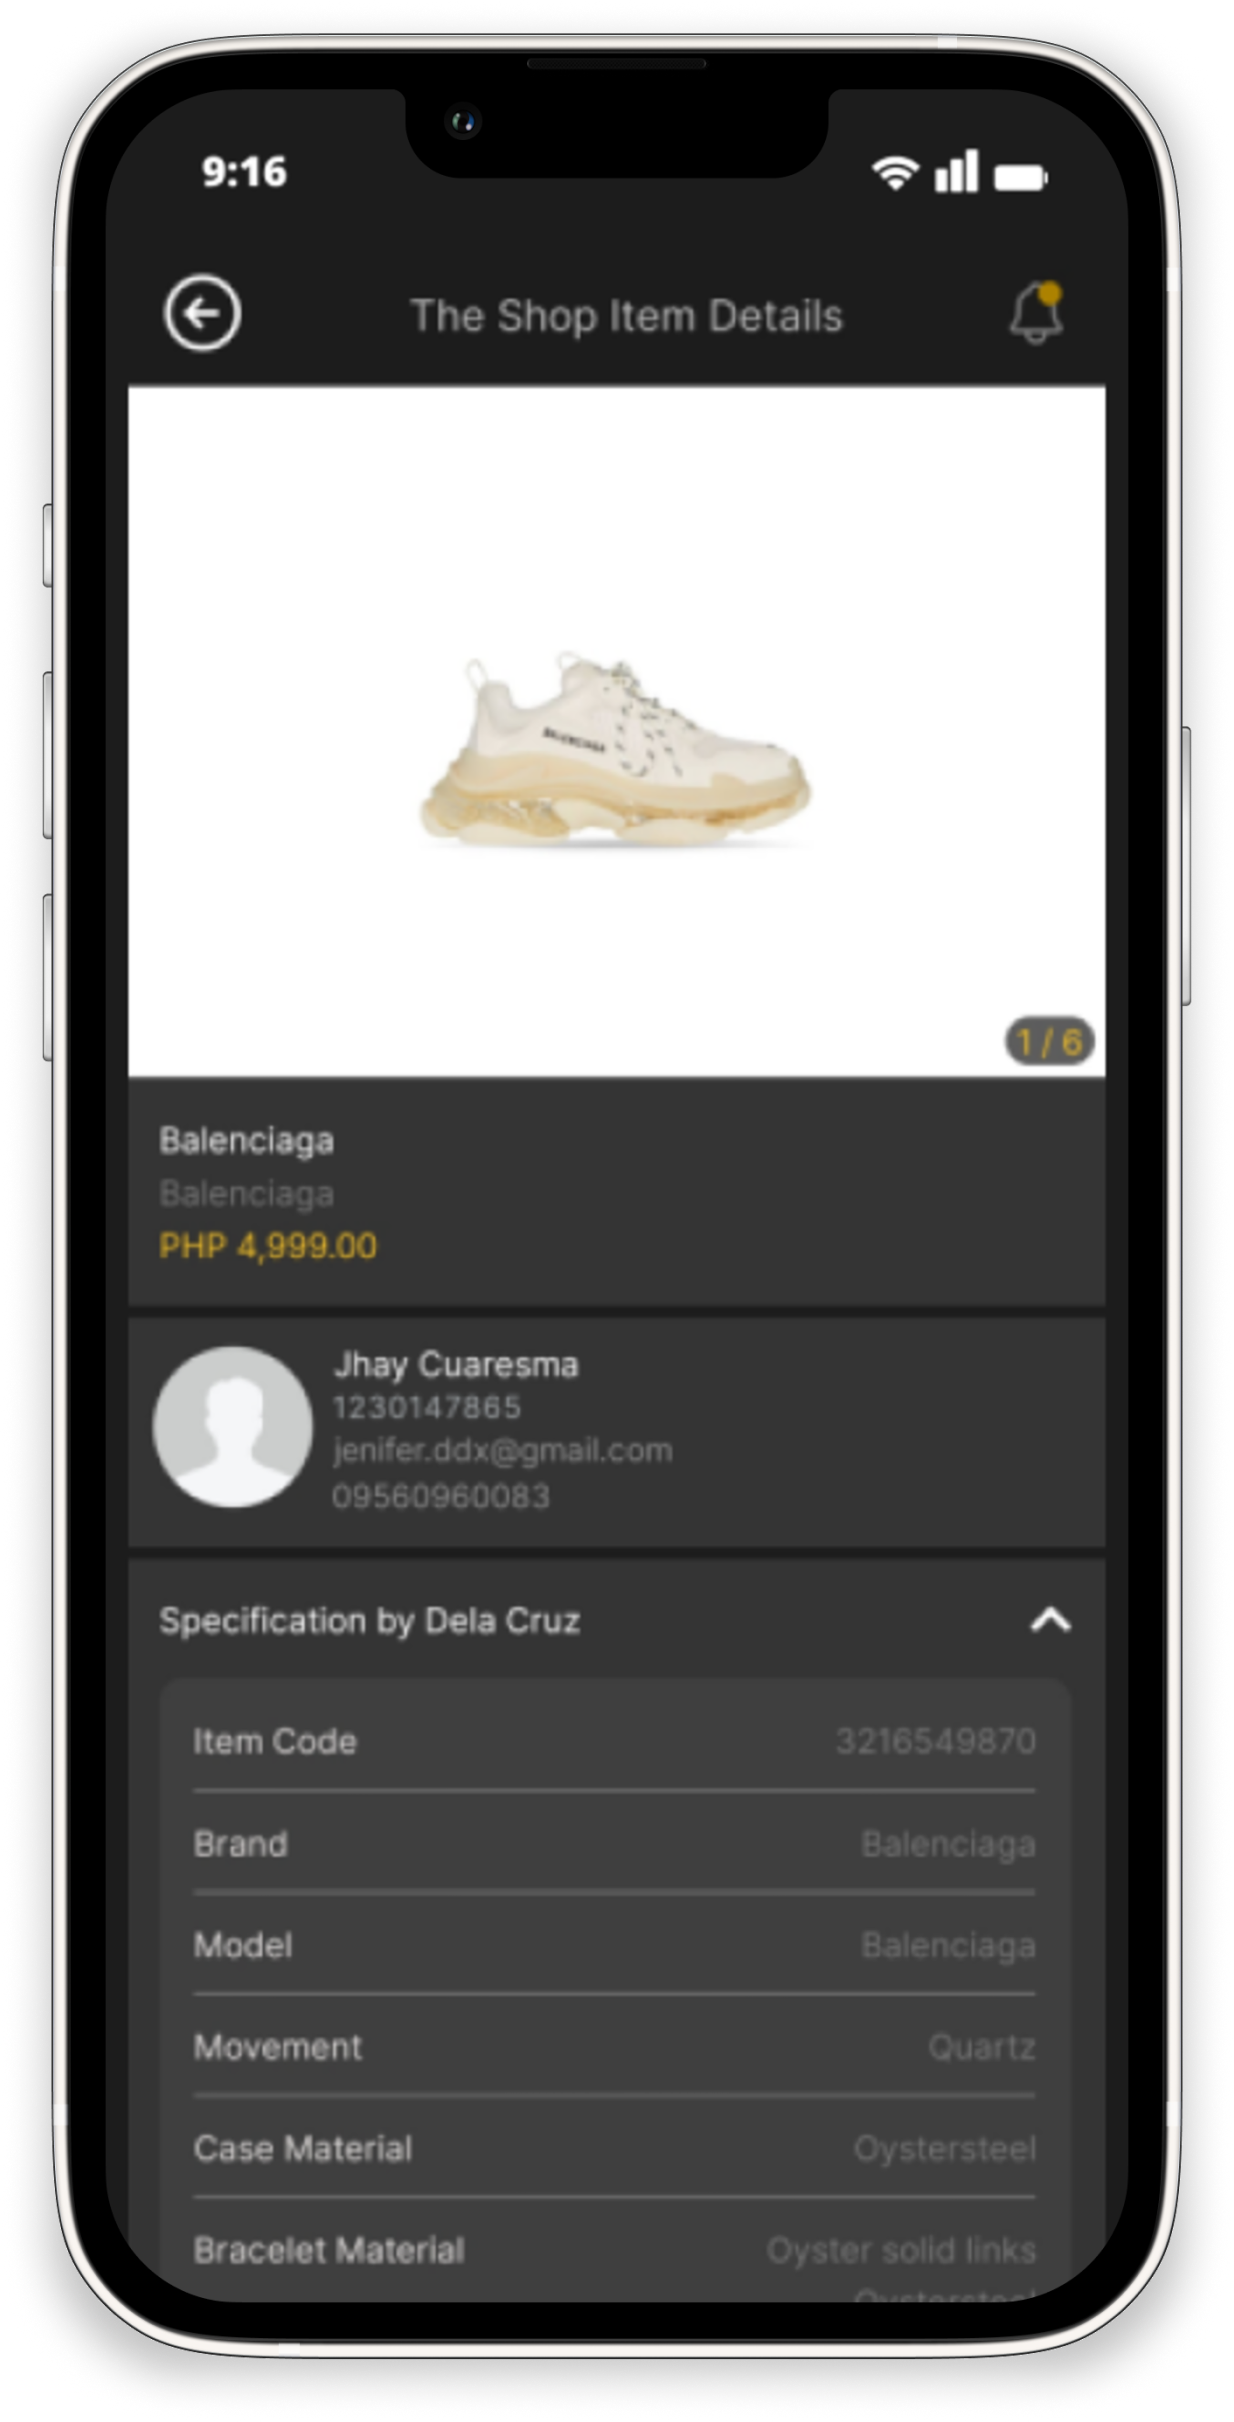 9:16
The Shop Item Details
BALENCIAGA
1 / 6
Balenciaga
Balenciaga
PHP 4,999.00
Jhay Cuaresma
1230147865
jenifer.ddx@gmail.com
09560960083
Specification by Dela Cruz
Item Code 3216549870
Brand Balenciaga
Model Balenciaga
Movement Quartz
Case Material Oystersteel
Bracelet Material Oyster solid links
Oystersteel